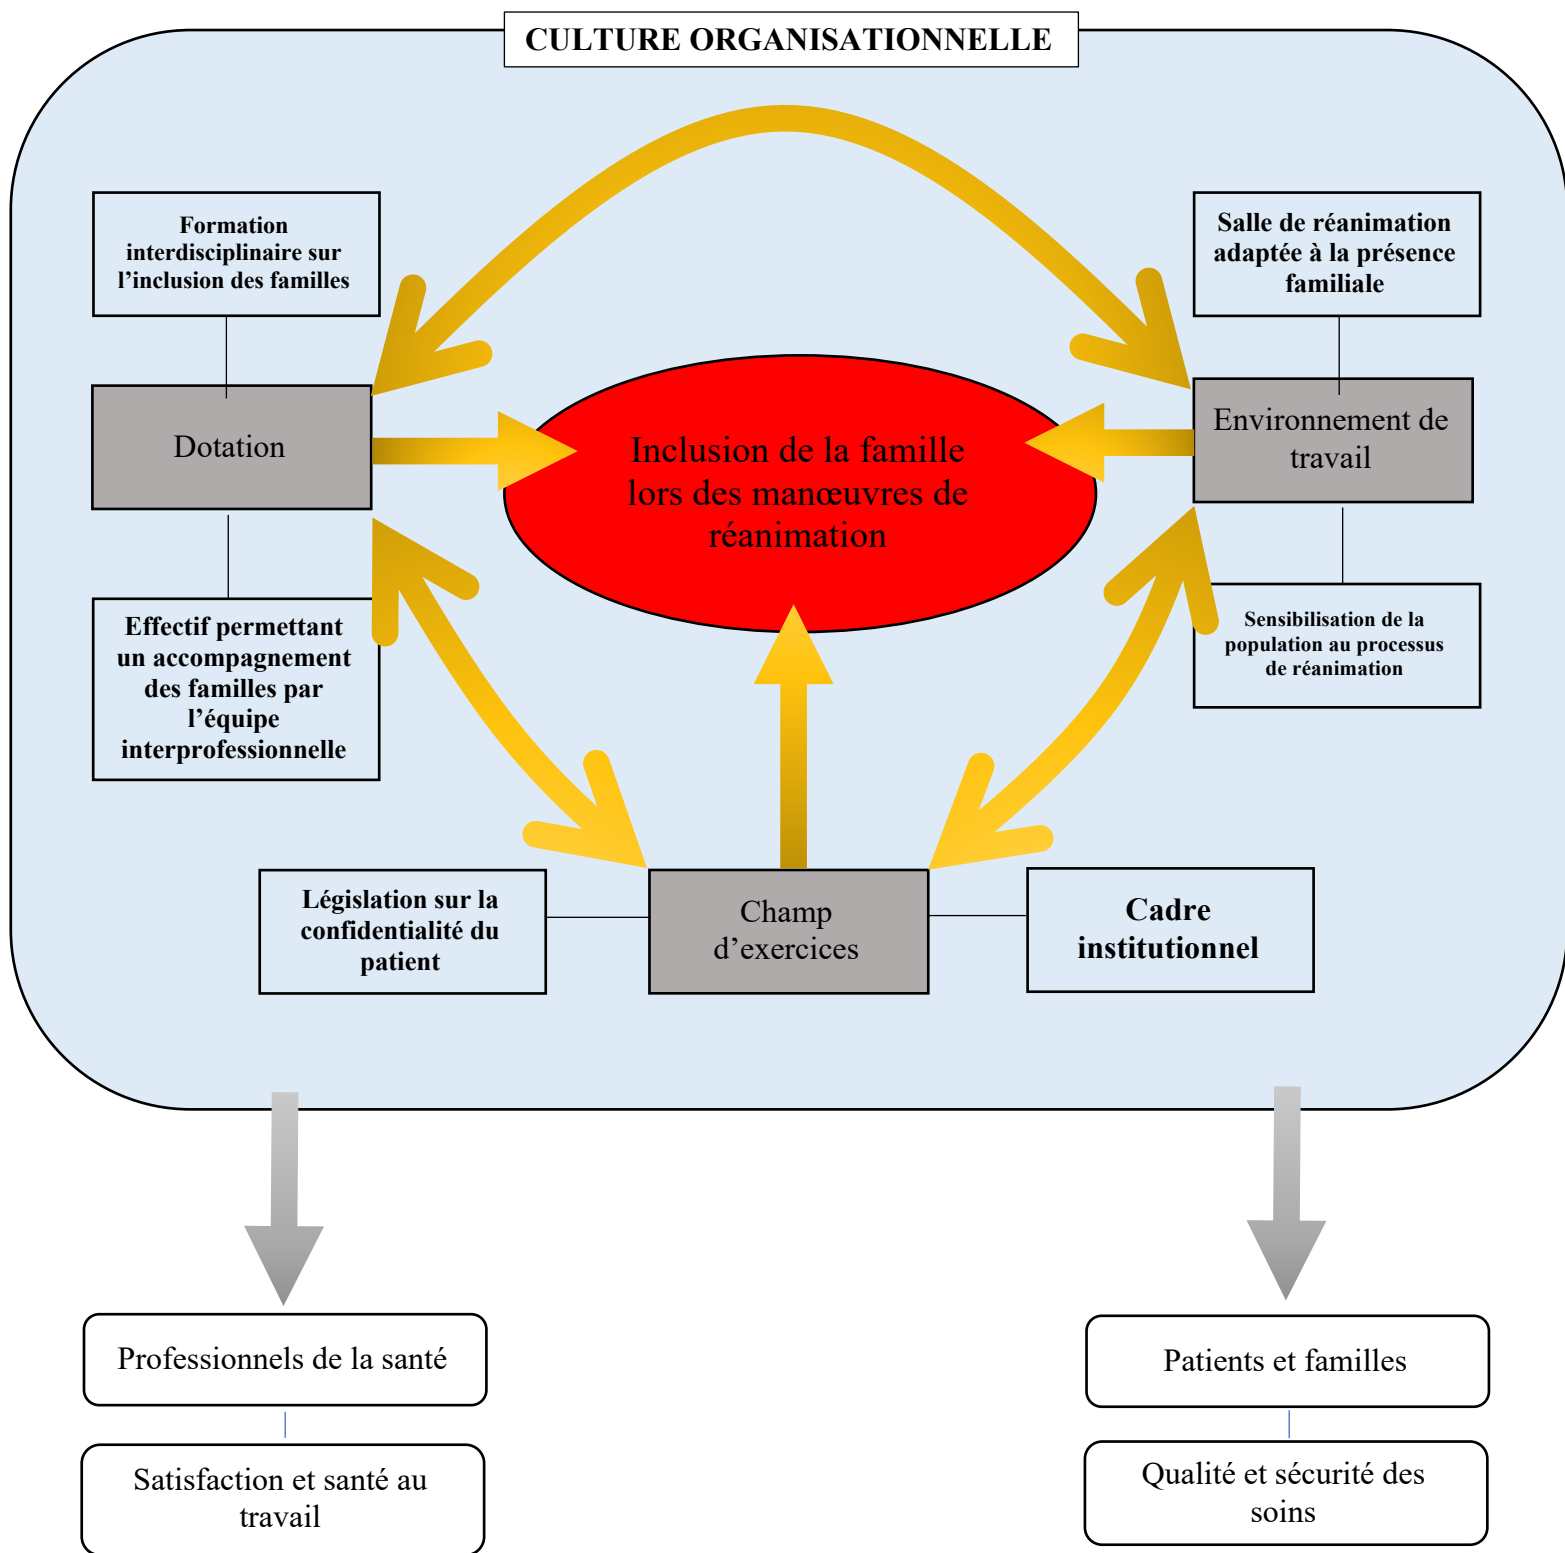 CULTURE ORGANISATIONNELLE
Formation
interdisciplinaire sur
l’inclusion des familles
Salle de réanimation
adaptée à la présence
familiale
Dotation
Inclusion de la famille
lors des manœuvres de
réanimation
Environnement de
travail
Effectif permettant
un accompagnement
des familles par
l’équipe
interprofessionnelle
Sensibilisation de la
population au processus
de réanimation
Législation sur la
confidentialité du
patient
Champ
d’exercices
Cadre
institutionnel
Professionnels de la santé
Patients et familles
Satisfaction et santé au
travail
Qualité et sécurité des
soins